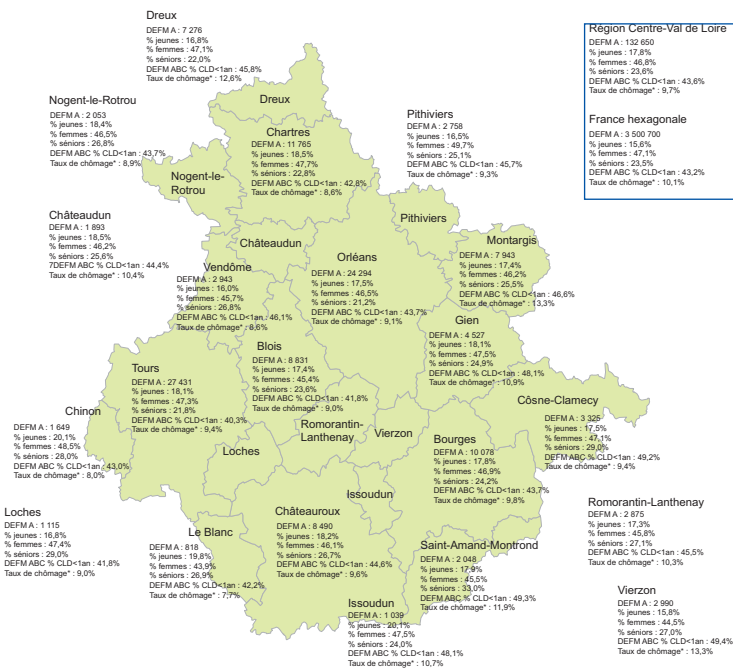 Dreux
DEFM A : 7 276
% jeunes : 16,8%
% femmes : 47,1%
% séniors : 22,0%
DEFM ABC % CLD<1an : 45,8%
Taux de chômage* : 12,6%
Région Centre-Val de Loire
DEFM A : 132 650
% jeunes : 17,8%
% femmes : 46,8%
% séniors : 23,6%
DEFM ABC % CLD<1an : 43,6%
Taux de chômage* : 9,7%
France hexagonale
DEFM A : 3 500 700
% jeunes : 15,6%
% femmes : 47,1%
% séniors : 23,5%
DEFM ABC % CLD<1an : 43,2%
Taux de chômage* : 10,1%
Nogent-le-Rotrou
DEFM A : 2 053
% jeunes : 18,4%
% femmes : 46,5%
% séniors : 26,8%
DEFM ABC % CLD<1an : 43,7%
Taux de chômage* : 8,9%
Dreux
Chartres
DEFM A : 11 765
% jeunes : 18,5%
% femmes : 47,7%
% séniors : 22,8%
DEFM ABC % CLD<1an : 42,8%
Taux de chômage* : 8,6%
Nogent-le-
Rotrou
Pithiviers
DEFM A : 2 758
% jeunes : 16,5%
% femmes : 49,7%
% séniors : 25,1%
DEFM ABC % CLD<1an : 45,7%
Taux de chômage* : 9,3%
Pithiviers
Châteaudun
DEFM A : 1 893
% jeunes : 18,5%
% femmes : 46,2%
% séniors : 25,6%
7DEFM ABC % CLD<1an : 44,4%
Taux de chômage* : 10,4%
Châteaudun
Vendôme
DEFM A : 2 943
% jeunes : 16,0%
% femmes : 45,7%
% séniors : 26,8%
DEFM ABC % CLD<1an : 46,1%
Taux de chômage* : 8,6%
Orléans
DEFM A : 24 294
% jeunes : 17,5%
% femmes : 46,5%
% séniors : 21,2%
DEFM ABC % CLD<1an : 43,7%
Taux de chômage* : 9,1%
Montargis
DEFM A : 7 943
% jeunes : 17,4%
% femmes : 46,2%
% séniors : 25,5%
DEFM ABC % CLD<1an : 46,6%
Taux de chômage* : 13,3%
Gien
DEFM A : 4 527
% jeunes : 18,1%
% femmes : 47,5%
% séniors : 24,9%
DEFM ABC % CLD<1an : 48,1%
Taux de chômage* : 10,9%
Blois
DEFM A : 8 831
% jeunes : 17,4%
% femmes : 45,4%
% séniors : 23,6%
DEFM ABC % CLD<1an : 41,8%
Taux de chômage* : 9,0%
Tours
DEFM A : 27 431
% jeunes : 18,1%
% femmes : 47,3%
% séniors : 21,8%
DEFM ABC % CLD<1an : 40,3%
Taux de chômage* : 9,4%
Côsne-Clamecy
DEFM A : 3 325
% jeunes : 17,5%
% femmes : 47,1%
% séniors : 29,0%
DEFM ABC % CLD<1an : 49,2%
Taux de chômage* : 9,4%
Chinon
DEFM A : 1 649
% jeunes : 20,1%
% femmes : 48,5%
% séniors : 28,0%
DEFM ABC % CLD<1an : 43,0%
Taux de chômage* : 8,0%
Romorantin-
Lanthenay
Vierzon
Loches
Bourges
DEFM A : 10 078
% jeunes : 17,8%
% femmes : 46,9%
% séniors : 24,2%
DEFM ABC % CLD<1an : 43,7%
Taux de chômage* : 9,8%
Issoudun
Loches
DEFM A : 1 115
% jeunes : 16,8%
% femmes : 47,4%
% séniors : 29,0%
DEFM ABC % CLD<1an : 41,8%
Taux de chômage* : 9,0%
Châteauroux
DEFM A : 8 490
% jeunes : 18,2%
% femmes : 46,1%
% séniors : 26,7%
DEFM ABC % CLD<1an : 44,6%
Taux de chômage* : 9,6%
Le Blanc
DEFM A : 818
% jeunes : 19,8%
% femmes : 43,9%
% séniors : 26,9%
DEFM ABC % CLD<1an : 42,2%
Taux de chômage* : 7,7%
Romorantin-Lanthenay
DEFM A : 2 875
% jeunes : 17,3%
% femmes : 45,8%
% séniors : 27,1%
DEFM ABC % CLD<1an : 45,5%
Taux de chômage* : 10,3%
Saint-Amand-Montrond
DEFM A : 2 048
% jeunes : 17,9%
% femmes : 45,5%
% séniors : 33,0%
DEFM ABC % CLD<1an : 49,3%
Taux de chômage* : 11,9%
Issoudun
DEFM A : 1 039
% jeunes : 20,1%
% femmes : 47,5%
% séniors : 24,0%
DEFM ABC % CLD<1an : 48,1%
Taux de chômage* : 10,7%
Vierzon
DEFM A : 2 990
% jeunes : 15,8%
% femmes : 44,5%
% séniors : 27,0%
DEFM ABC % CLD<1an : 49,4%
Taux de chômage* : 13,3%